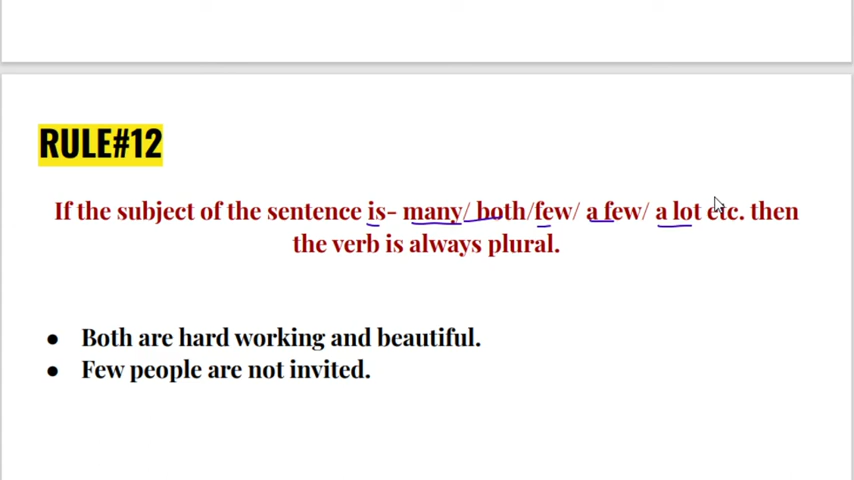 RULE#12
If the subject of the sentence is- many/ both/few/ a few/ a lot etc. then
the verb is always plural.
● Both are hard working and beautiful.
● Few people are not invited.